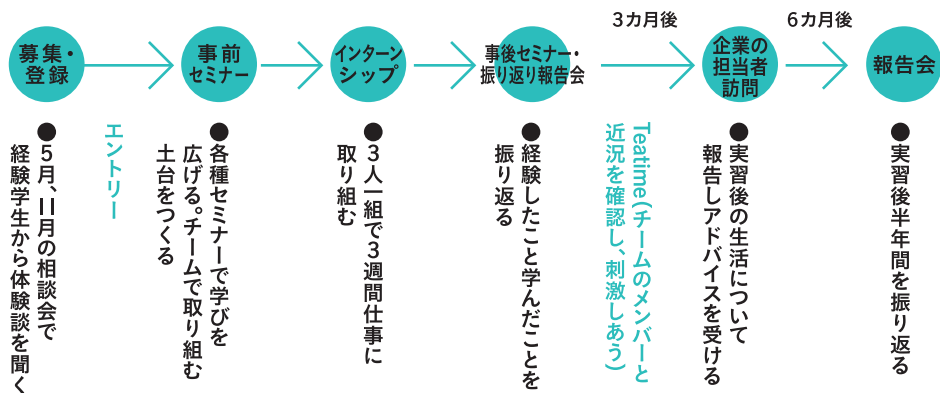 募集・
登録
●5月、11月の相談会で
経験学生から体験談を聞く
エントリー
事前
セミナー
●各種セミナーで学びを
広げる。チームで取り組む
土台をつくる
インターン
シップ
●3人一組で3週間仕事に
取り組む
事後セミナー・
振り返り報告会
●経験したこと学んだことを
振り返る
3カ月後
Teatime(チームのメンバーと
近況を確認し、刺激しあう)
企業の
担当者
訪問
●実習後の生活について
報告しアドバイスを受ける
6カ月後
報告会
●実習後半年間を振り返る